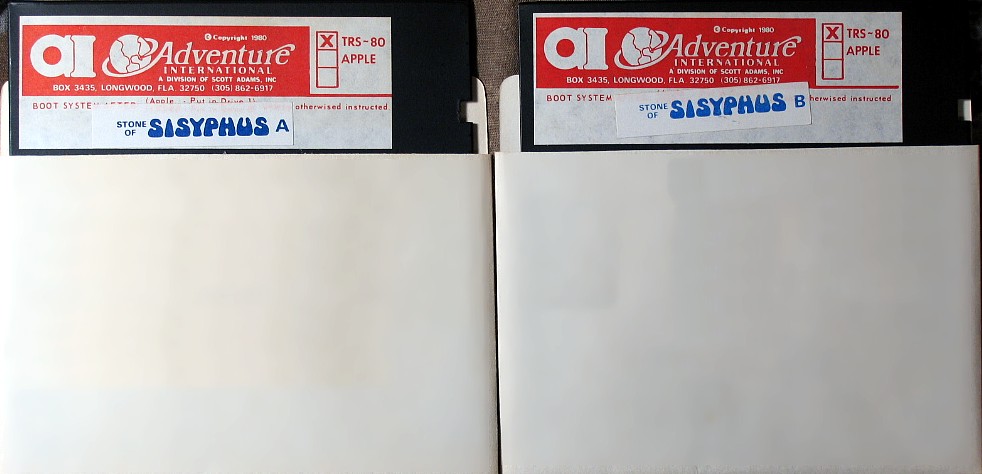 ai Adventure
INTERNATIONAL
© Copyright 1980
A DIVISION OF SCOTT ADAMS, INC
BOX 3435, LONGWOOD, FLA 32750 (305) 862-6917
X TRS-80
APPLE
BOOT SYSTEM (Apple - Put in Drive 1) otherwised instructed
STONE OF SISYPHUS A
ai Adventure
INTERNATIONAL
© Copyright 1980
A DIVISION OF SCOTT ADAMS, INC
BOX 3435, LONGWOOD, FLA. 32750 (305) 862-6917
X TRS-80
APPLE
BOOT SYSTEM herwised instructed
STONE OF SISYPHUS B